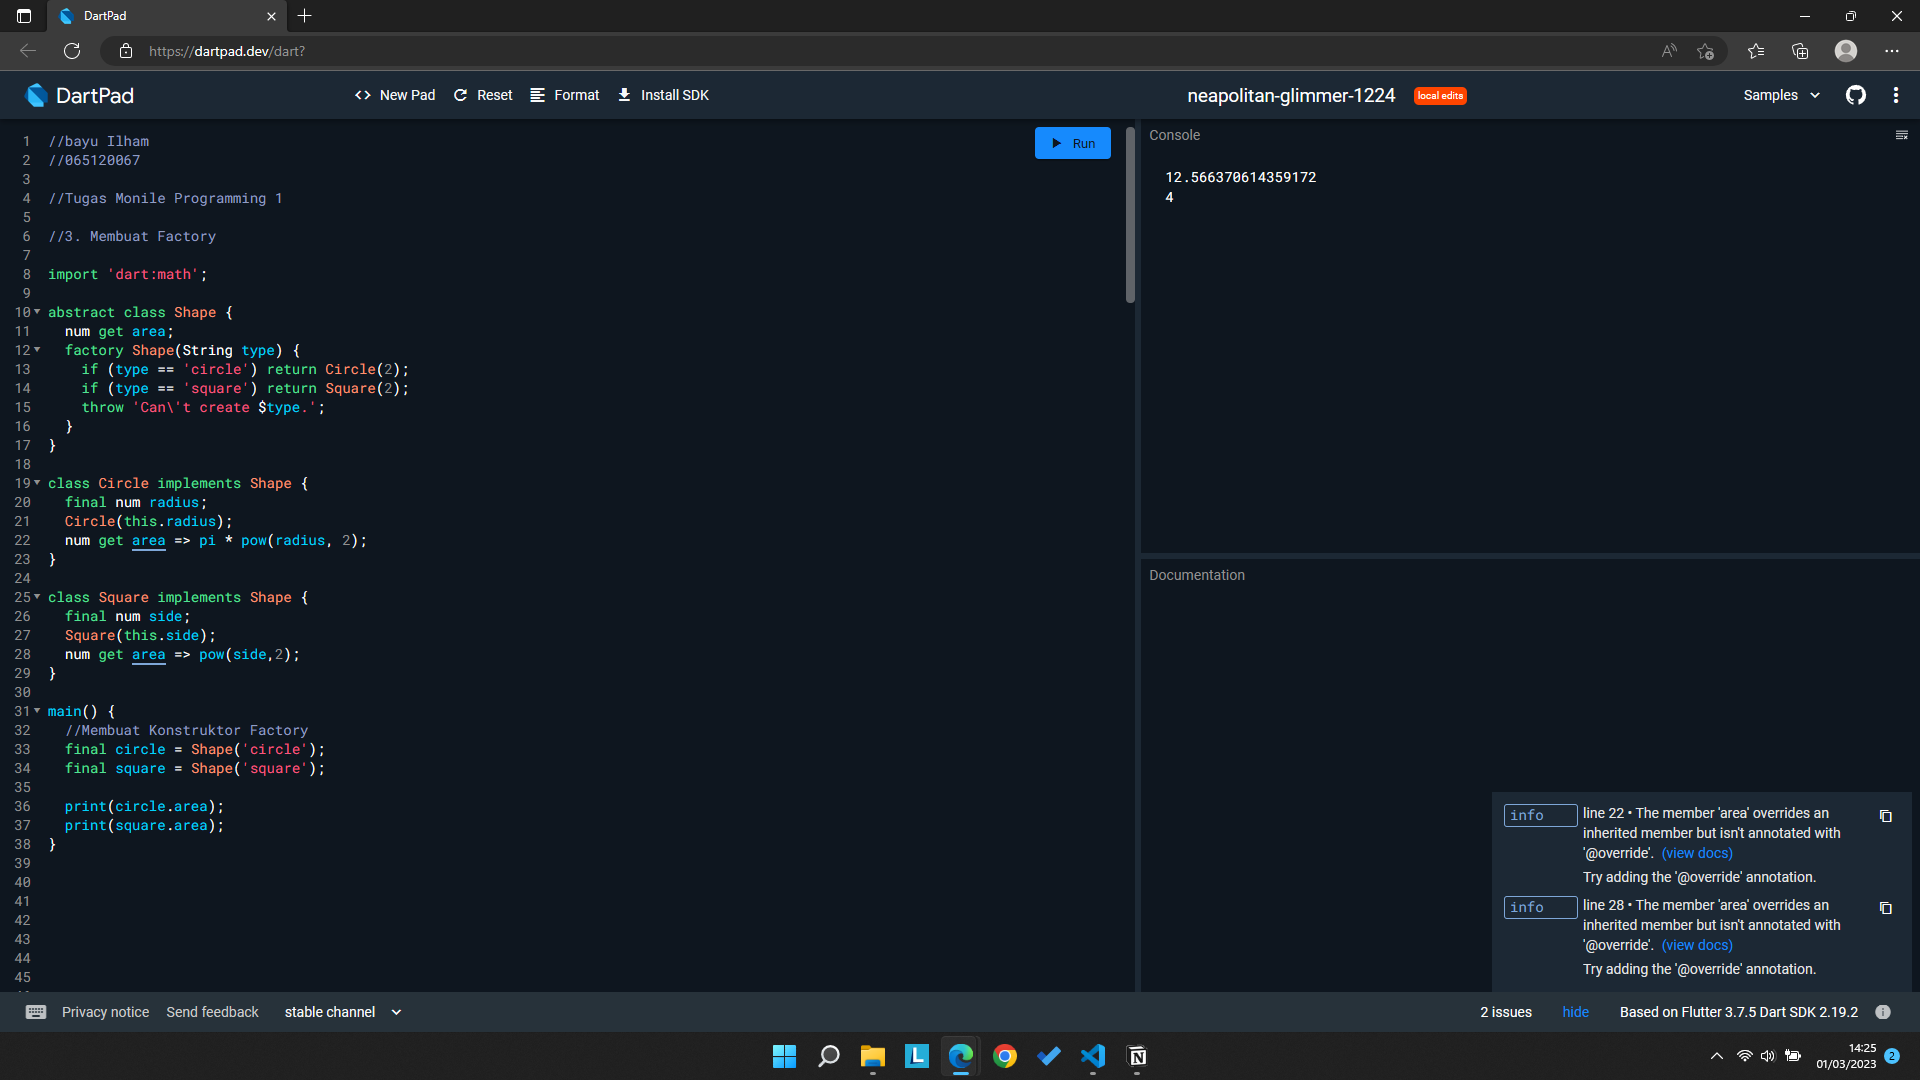 DartPad
https://dartpad.dev/dart?
DartPad
<> New Pad Reset Format Install SDK
neapolitan-glimmer-1224 local edits
Samples
Run
1 //bayu Ilham
2 //065120067
3
4 //Tugas Monile Programming 1
5
6 //3. Membuat Factory
7
8 import 'dart:math';
9
10 abstract class Shape {
11 num get area;
12 factory Shape(String type) {
13 if (type == 'circle') return Circle(2);
14 if (type == 'square') return Square(2);
15 throw 'Can\'t create $type.';
16 }
17 }
18
19 class Circle implements Shape {
20 final num radius;
21 Circle(this.radius);
22 num get area => pi * pow(radius, 2);
23 }
24
25 class Square implements Shape {
26 final num side;
27 Square(this.side);
28 num get area => pow(side,2);
29 }
30
31 main() {
32 //Membuat Konstruktor Factory
33 final circle = Shape('circle');
34 final square = Shape('square');
35
36 print(circle.area);
37 print(square.area);
38 }
39
40
41
42
43
44
45
Console
12.566370614359172
4
Documentation
info line 22 • The member 'area' overrides an
inherited member but isn't annotated with
'@override'. (view docs)
Try adding the '@override' annotation.
info line 28 • The member 'area' overrides an
inherited member but isn't annotated with
'@override'. (view docs)
Try adding the '@override' annotation.
Privacy notice Send feedback stable channel
2 issues hide Based on Flutter 3.7.5 Dart SDK 2.19.2
14:25
01/03/2023
2